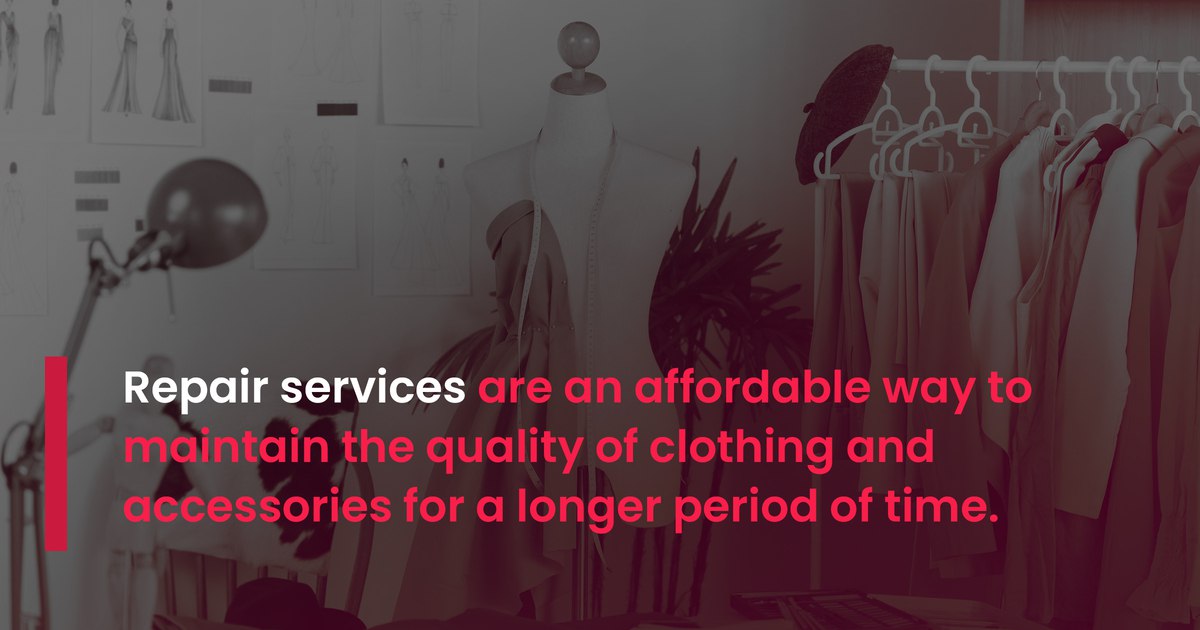 Repair services are an affordable way to
maintain the quality of clothing and
accessories for a longer period of time.